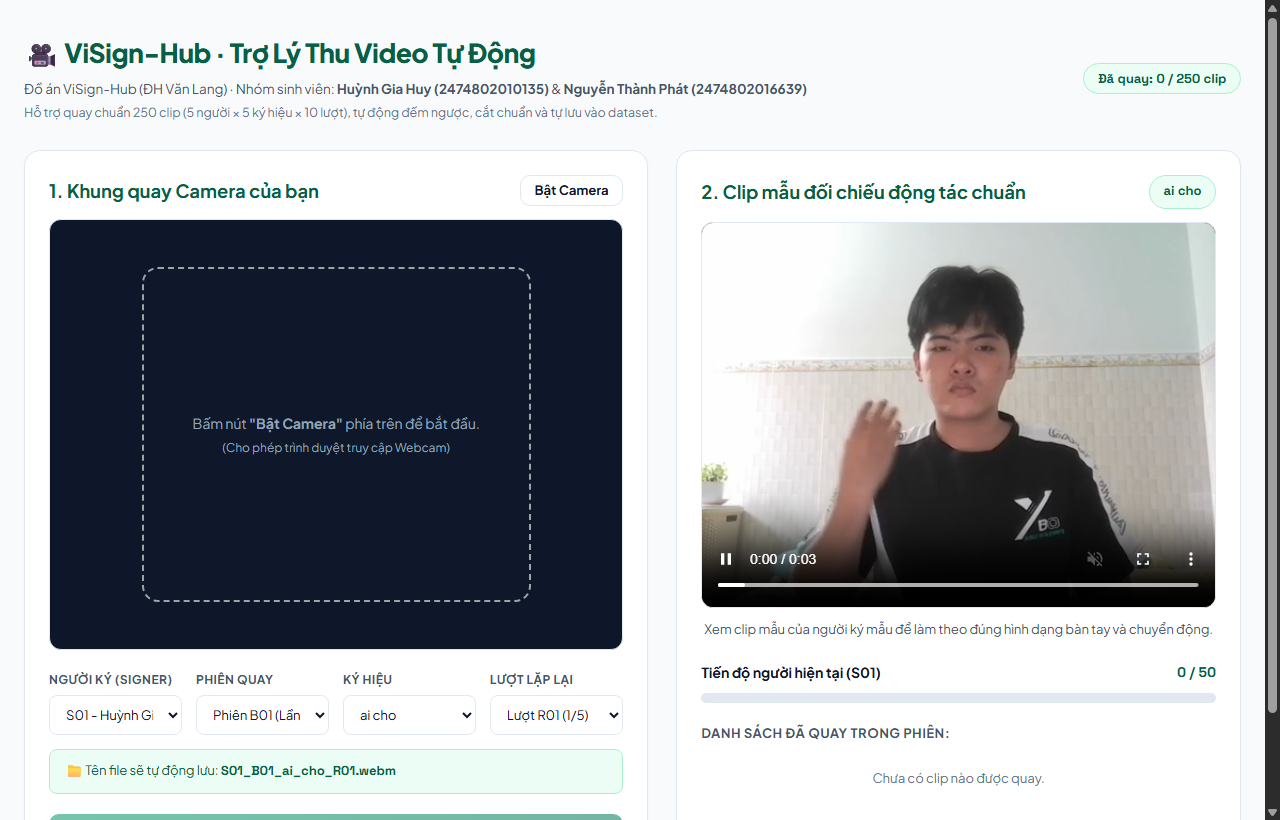 ViSign-Hub · Trợ Lý Thu Video Tự Động
Đồ án ViSign-Hub (ĐH Văn Lang) · Nhóm sinh viên: Huỳnh Gia Huy (2474802010135) & Nguyễn Thành Phát (2474802016639)
Hỗ trợ quay chuẩn 250 clip (5 người × 5 ký hiệu × 10 lượt), tự động đếm ngược, cắt chuẩn và tự lưu vào dataset.
Đã quay: 0 / 250 clip
1. Khung quay Camera của bạn
Bật Camera
Bấm nút "Bật Camera" phía trên để bắt đầu.
(Cho phép trình duyệt truy cập Webcam)
NGƯỜI KÝ (SIGNER)
PHIÊN QUAY
KÝ HIỆU
LƯỢT LẶP LẠI
S01 - Huỳnh Gi
Phiên B01 (Lần
ai cho
Lượt R01 (1/5)
Tên file sẽ tự động lưu: S01_B01_ai_cho_R01.webm
2. Clip mẫu đối chiếu động tác chuẩn
ai cho
0:00 / 0:03
Xem clip mẫu của người ký mẫu để làm theo đúng hình dạng bàn tay và chuyển động.
Tiến độ người hiện tại (S01)
0 / 50
DANH SÁCH ĐÃ QUAY TRONG PHIÊN:
Chưa có clip nào được quay.